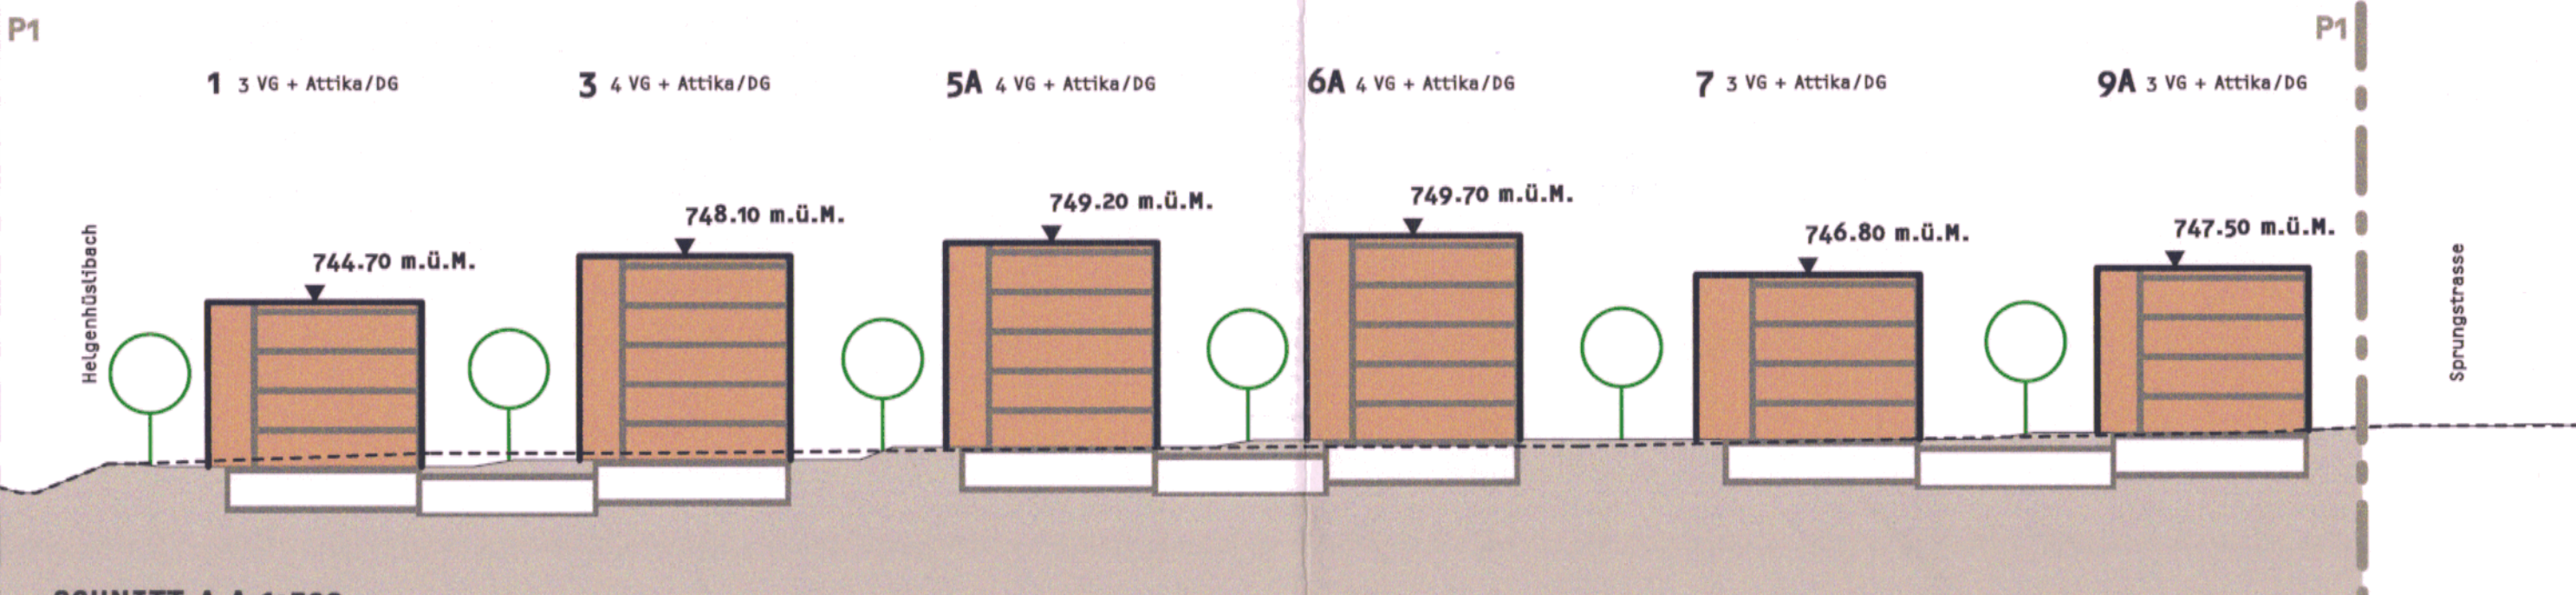 P1
P1
1 3 VG + Attika/DG
3 4 VG + Attika/DG
5A 4 VG + Attika/DG
6A 4 VG + Attika/DG
7 3 VG + Attika/DG
9A 3 VG + Attika/DG
744.70 m.ü.M.
748.10 m.ü.M.
749.20 m.ü.M.
749.70 m.ü.M.
746.80 m.ü.M.
747.50 m.ü.M.
Helgenhüslibach
Sprungstrasse